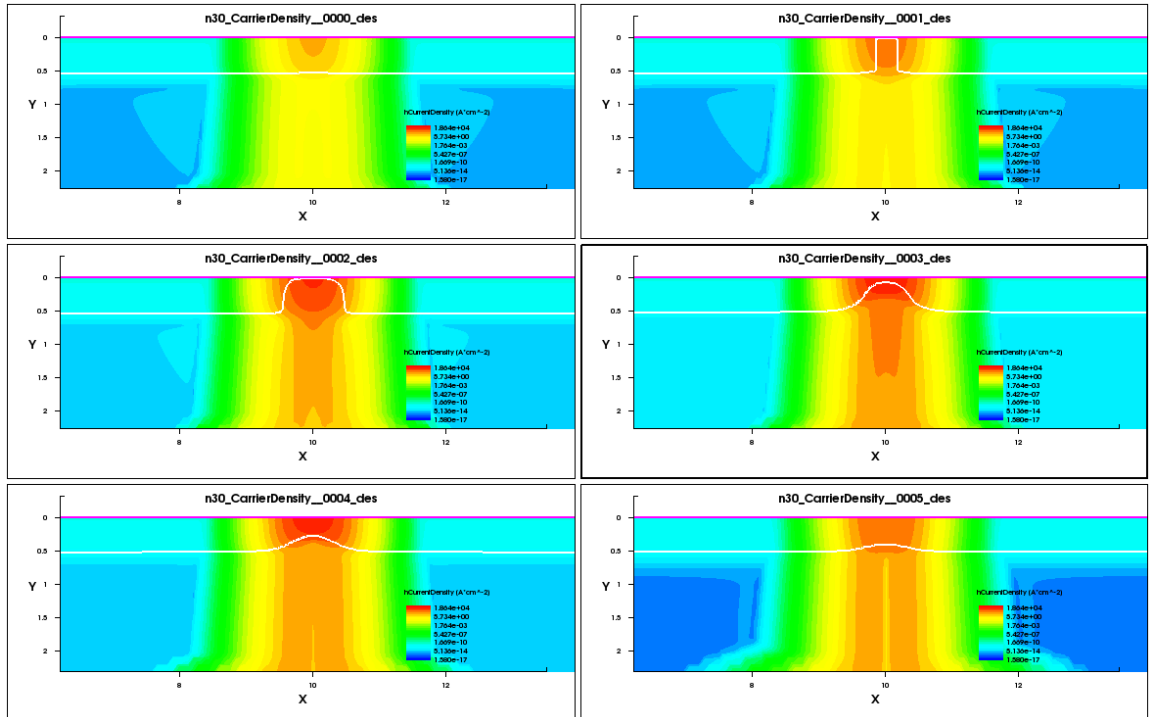 n30_CarrierDensity__0000_des
0
0.5
Y
1
1.5
2
hCurrentDensity (A*cm^-2)
1.864e+04
5.734e+00
1.764e-03
5.427e-07
1.669e-10
5.136e-14
1.580e-17
8
10
12
X
n30_CarrierDensity__0001_des
0
0.5
Y
1
1.5
2
hCurrentDensity (A*cm^-2)
1.864e+04
5.734e+00
1.764e-03
5.427e-07
1.669e-10
5.136e-14
1.580e-17
8
10
12
X
n30_CarrierDensity__0002_des
0
0.5
Y
1
1.5
2
hCurrentDensity (A*cm^-2)
1.864e+04
5.734e+00
1.764e-03
5.427e-07
1.669e-10
5.136e-14
1.580e-17
8
10
12
X
n30_CarrierDensity__0003_des
0
0.5
Y
1
1.5
2
hCurrentDensity (A*cm^-2)
1.864e+04
5.734e+00
1.764e-03
5.427e-07
1.669e-10
5.136e-14
1.580e-17
8
10
12
X
n30_CarrierDensity__0004_des
0
0.5
Y
1
1.5
2
hCurrentDensity (A*cm^-2)
1.864e+04
5.734e+00
1.764e-03
5.427e-07
1.669e-10
5.136e-14
1.580e-17
8
10
12
X
n30_CarrierDensity__0005_des
0
0.5
Y
1
1.5
2
hCurrentDensity (A*cm^-2)
1.864e+04
5.734e+00
1.764e-03
5.427e-07
1.669e-10
5.136e-14
1.580e-17
8
10
12
X